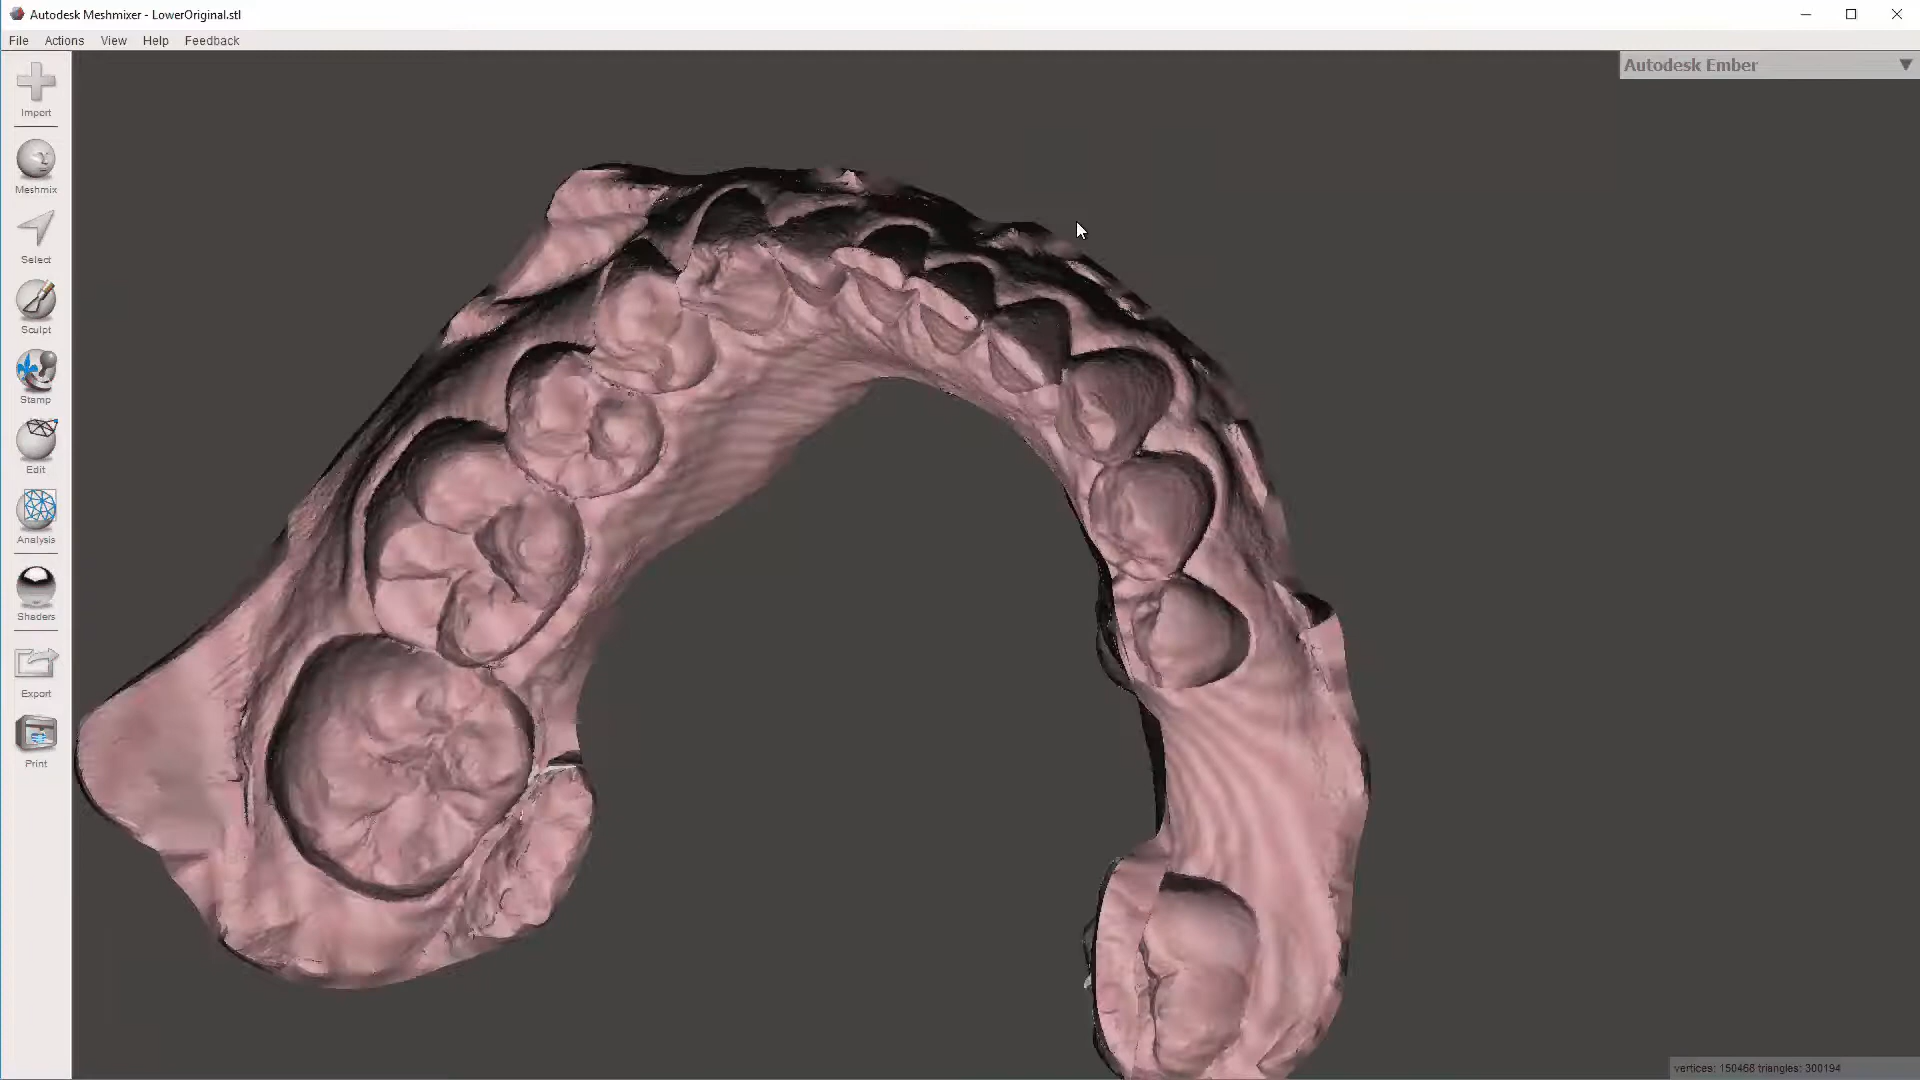 Autodesk Meshmixer - LowerOriginal.stl
File Actions View Help Feedback
Autodesk Ember
Import
Meshmix
Select
Sculpt
Stamp
Edit
Analysis
Shaders
Export
Print
vertices: 150468 triangles: 300194